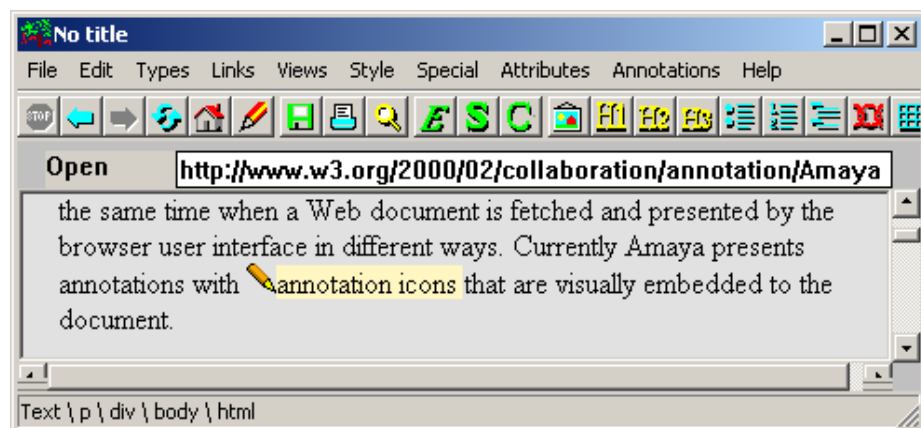 No title
File Edit Types Links Views Style Special Attributes Annotations Help
STOP E S C H1 H2 H3
Open http://www.w3.org/2000/02/collaboration/annotation/Amaya
the same time when a Web document is fetched and presented by the
browser user interface in different ways. Currently Amaya presents
annotations with annotation icons that are visually embedded to the
document.
Text \ p \ div \ body \ html